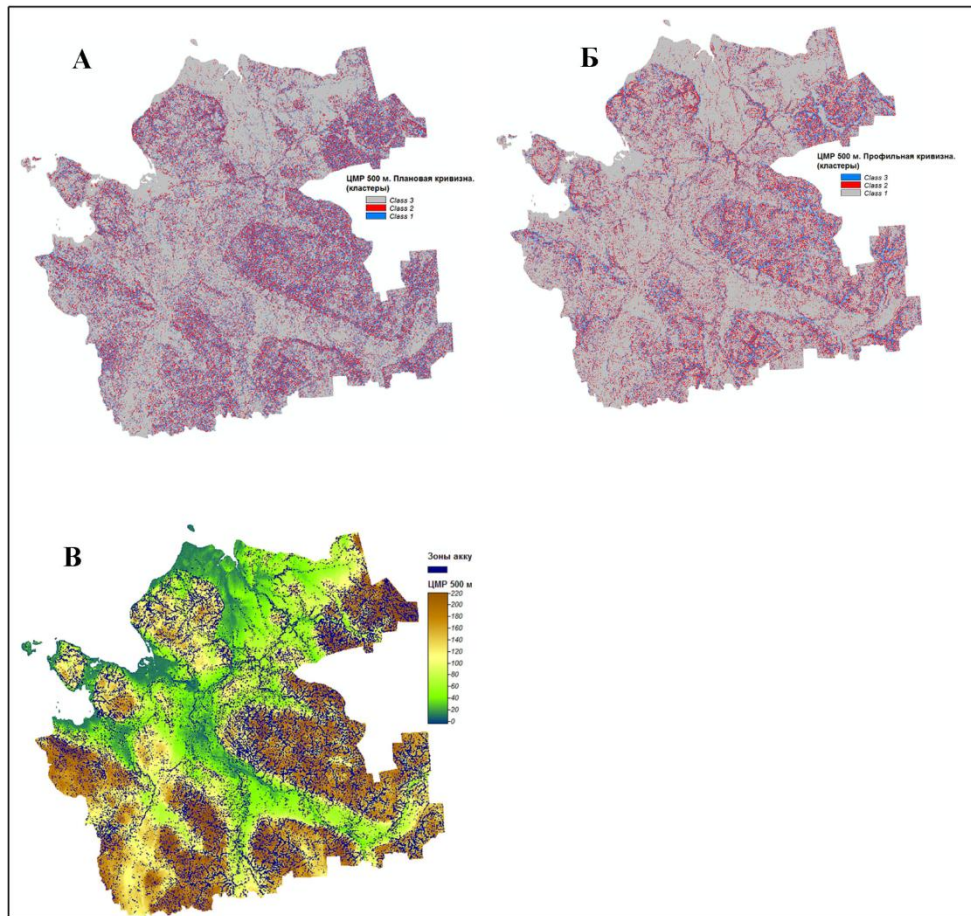 А
ЦМР 500 м. Плановая кривизна.
(кластеры)
Class 3
Class 2
Class 1
Б
ЦМР 500 м. Профильная кривизна.
(кластеры)
Class 3
Class 2
Class 1
В
Зоны акку
ЦМР 500 м
220
200
180
160
140
120
100
80
60
40
20
0